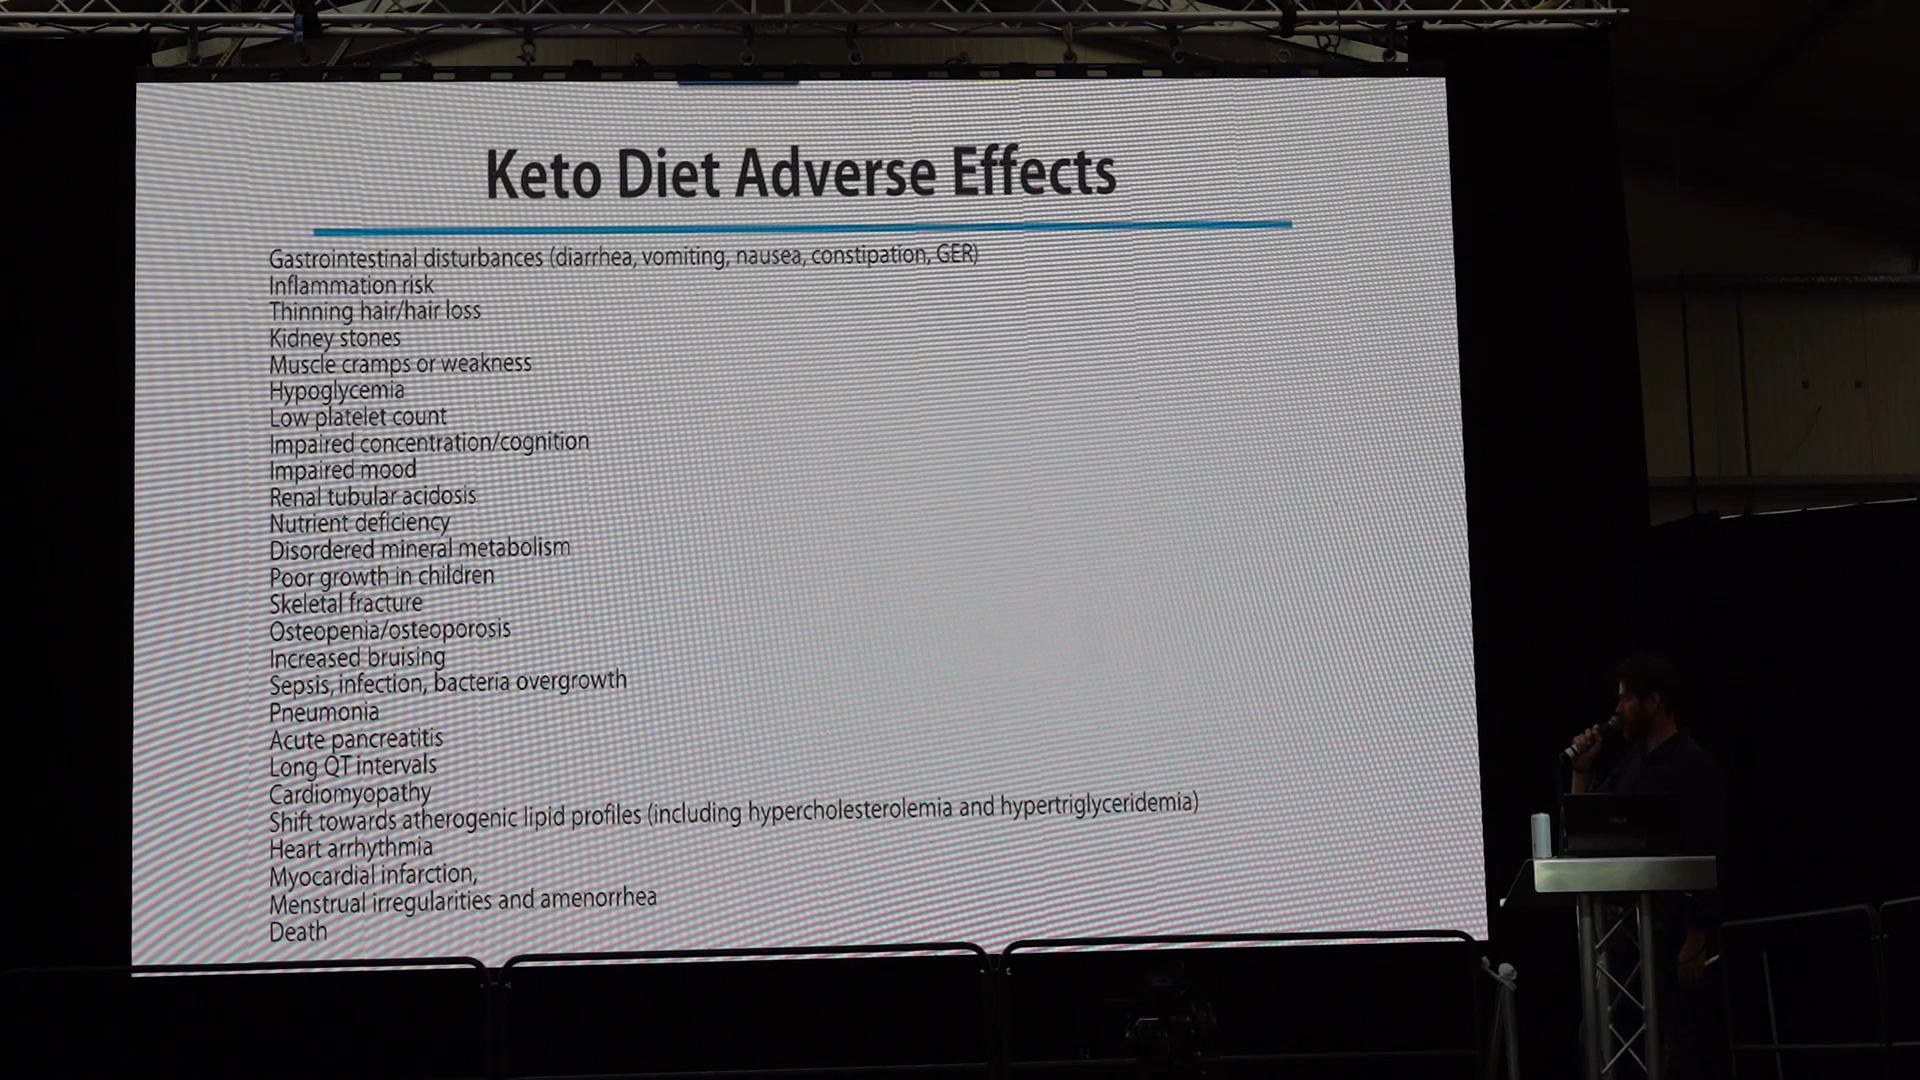 Keto Diet Adverse Effects
Gastrointestinal disturbances (diarrhea, vomiting, nausea, constipation, GER)
Inflammation risk
Thinning hair/hair loss
Kidney stones
Muscle cramps or weakness
Hypoglycemia
Low platelet count
Impaired concentration/cognition
Impaired mood
Renal tubular acidosis
Nutrient deficiency
Disordered mineral metabolism
Poor growth in children
Skeletal fracture
Osteopenia/osteoporosis
Increased bruising
Sepsis, infection, bacteria overgrowth
Pneumonia
Acute pancreatitis
Long QT intervals
Cardiomyopathy
Shift towards atherogenic lipid profiles (including hypercholesterolemia and hypertriglyceridemia)
Heart arrhythmia
Myocardial infarction,
Menstrual irregularities and amenorrhea
Death